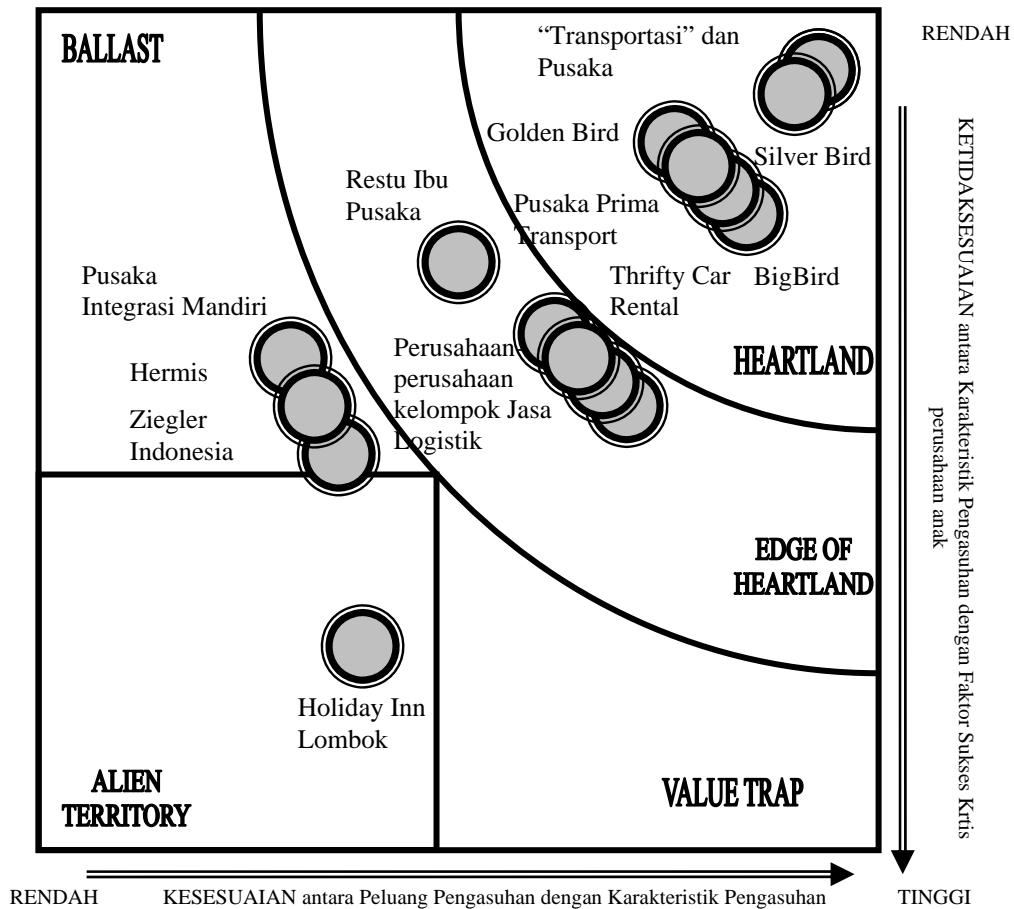 BALLAST
“Transportasi” dan
Pusaka
RENDAH
Golden Bird
Silver Bird
Restu Ibu
Pusaka
Pusaka Prima
Transport
Thrifty Car
Rental
BigBird
Pusaka
Integrasi Mandiri
Hermis
Ziegler
Indonesia
Perusahaan-
perusahaan
kelompok Jasa
Logistik
HEARTLAND
KETIDAKSESUAIAN antara Karakteristik Pengasuhan dengan Faktor Sukses Krtis
perusahaan anak
EDGE OF
HEARTLAND
Holiday Inn
Lombok
ALIEN
TERRITORY
VALUE TRAP
RENDAH
KESESUAIAN antara Peluang Pengasuhan dengan Karakteristik Pengasuhan
TINGGI